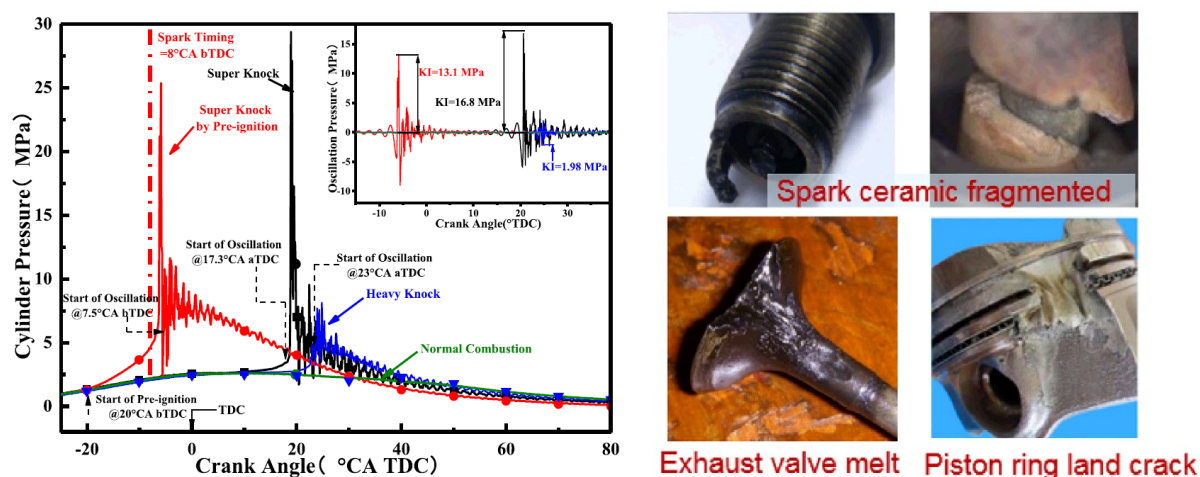 Cylinder Pressure( MPa)
30
25
20
15
10
5
0
Spark Timing
=8°CA bTDC
Super Knock
Super Knock
by Pre-ignition
Start of Oscillation
@17.3°CA aTDC
Start of Oscillation
@23°CA aTDC
Start of Oscillation
@7.5°CA bTDC
Heavy Knock
Normal Combustion
Start of Pre-ignition
@20°CA bTDC
TDC
-20
0
20
40
60
80
Crank Angle( °CA TDC)
Oscillation Pressure( MPa)
15
10
5
0
-5
-10
KI=13.1 MPa
KI=16.8 MPa
KI=1.98 MPa
-10
0
10
20
30
Crank Angle(°TDC)
Spark ceramic fragmented
Exhaust valve melt
Piston ring land crack